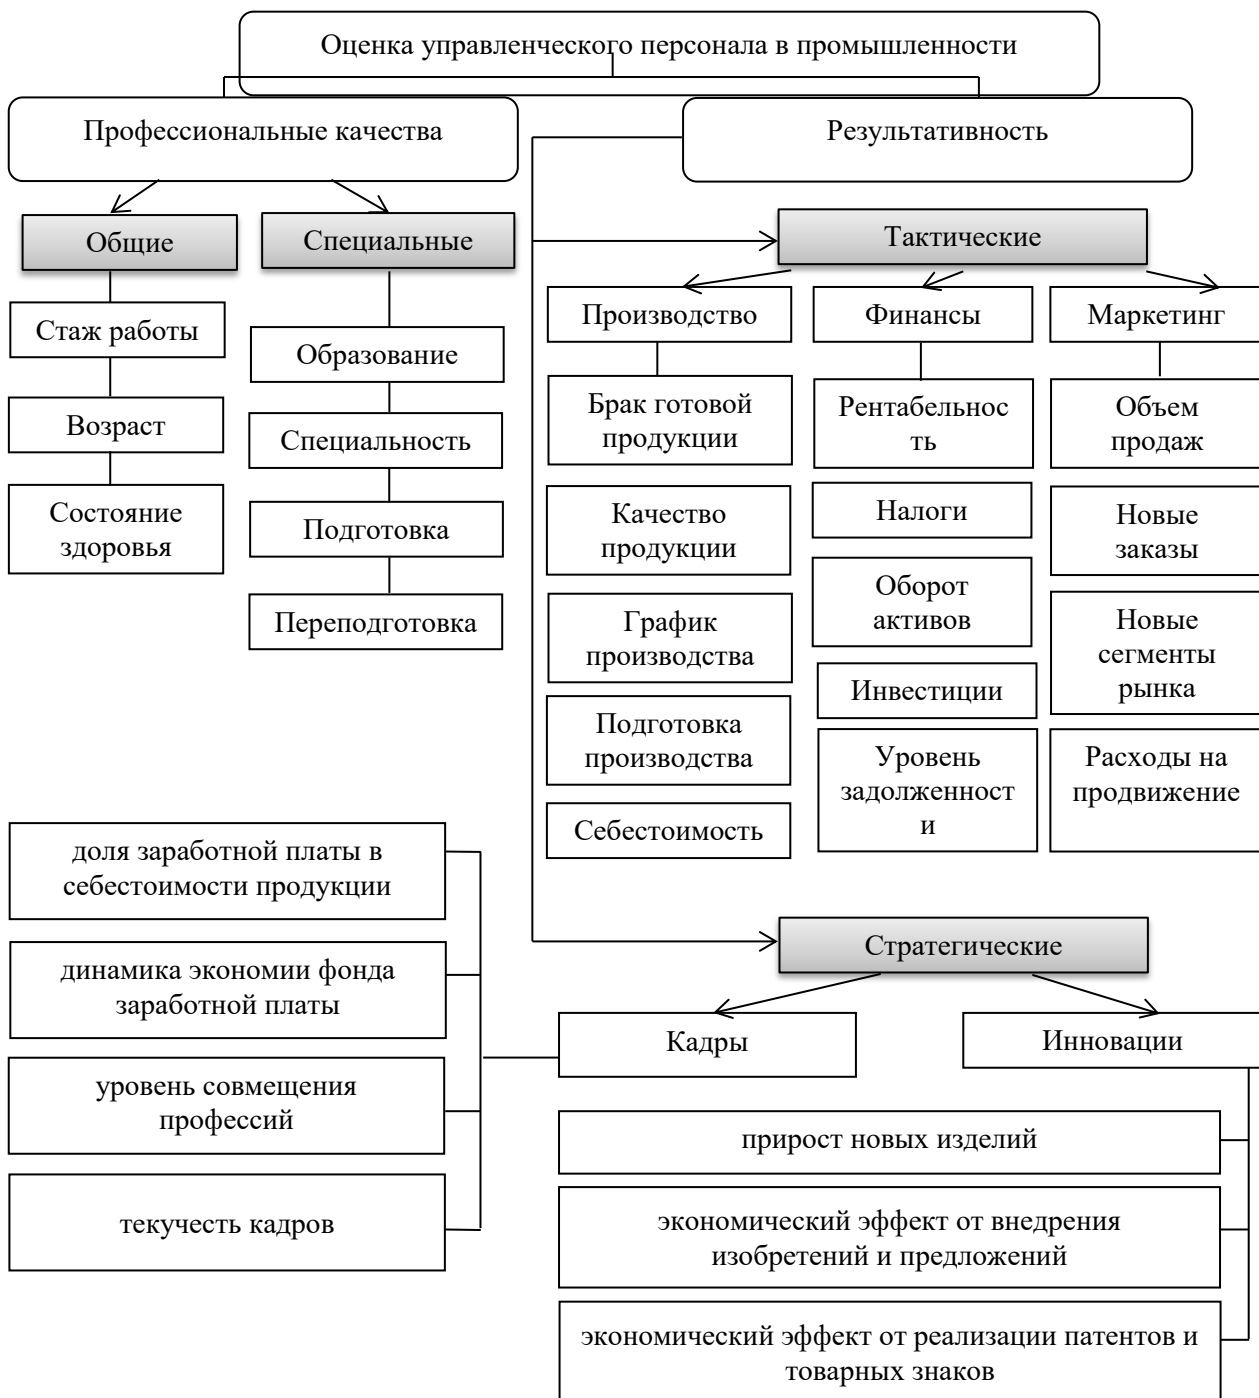 Оценка управленческого персонала в промышленности
Профессиональные качества
Результативность
Общие
Специальные
Стаж работы
Возраст
Состояние
здоровья
Образование
Специальность
Подготовка
Переподготовка
Тактические
Производство
Финансы
Маркетинг
Брак готовой
продукции
Качество
продукции
График
производства
Подготовка
производства
Себестоимость
Рентабельнос
ть
Налоги
Оборот
активов
Инвестиции
Уровень
задолженност
и
Объем
продаж
Новые
заказы
Новые
сегменты
рынка
Расходы на
продвижение
Стратегические
Кадры
Инновации
доля заработной платы в
себестоимости продукции
динамика экономии фонда
заработной платы
уровень совмещения
профессий
текучесть кадров
прирост новых изделий
экономический эффект от внедрения
изобретений и предложений
экономический эффект от реализации патентов и
товарных знаков